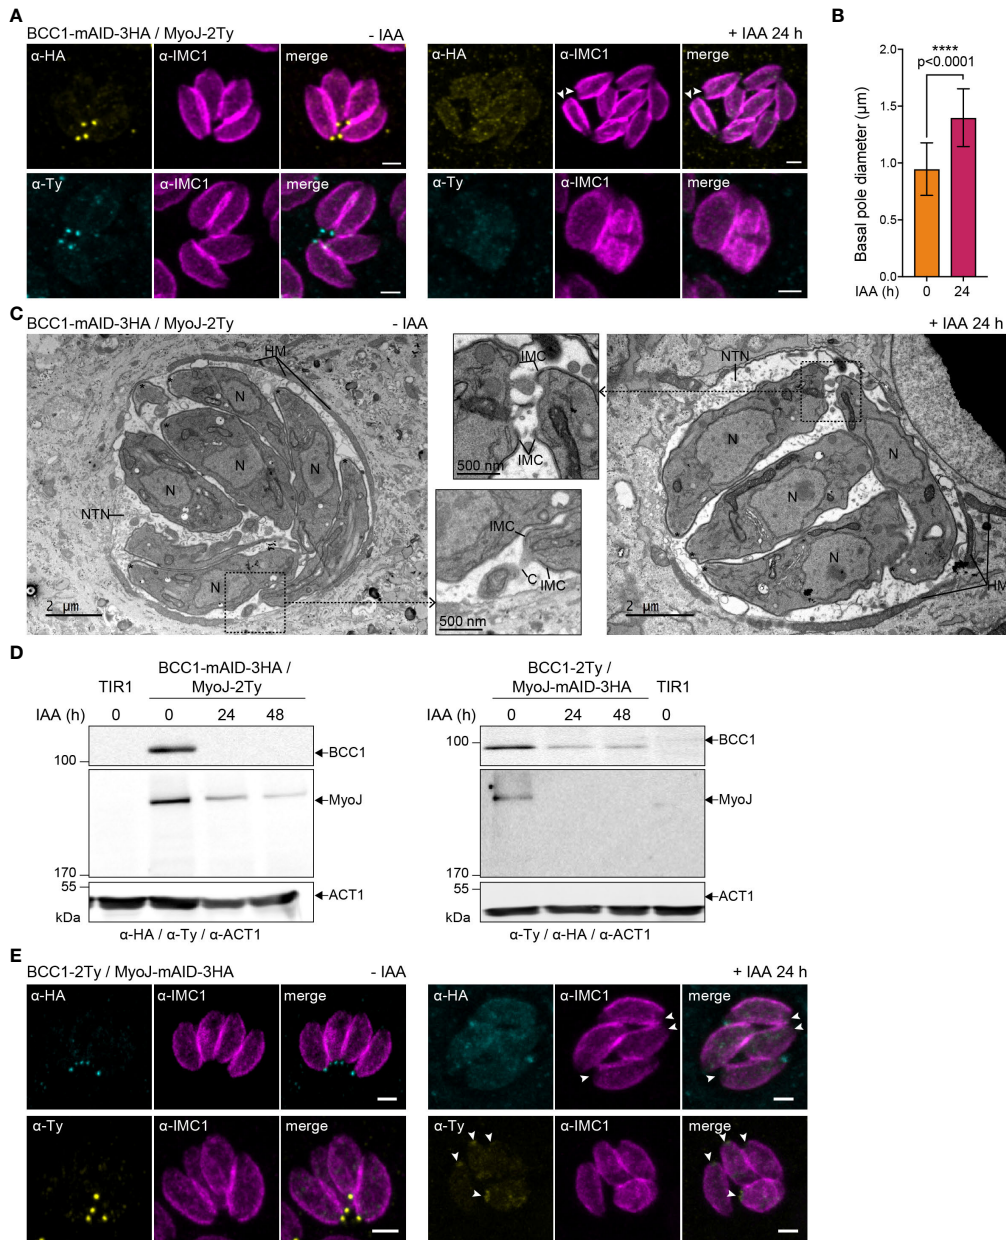 A
BCC1-mAID-3HA / MyoJ-2Ty
- IAA
+ IAA 24 h
α-HA
α-IMC1
merge
α-HA
α-IMC1
merge
α-Ty
α-IMC1
merge
α-Ty
α-IMC1
merge
B
****
p<0.0001
Basal pole diameter (µm)
2.0
1.5
1.0
0.5
0.0
IAA (h)
0
24
C
BCC1-mAID-3HA / MyoJ-2Ty
- IAA
+ IAA 24 h
HM
N
N
N
N
N
NTN
2 µm
IMC
IMC
500 nm
IMC
C
IMC
500 nm
NTN
N
N
N
N
HM
2 µm
D
BCC1-mAID-3HA /
TIR1
MyoJ-2Ty
IAA (h)
0
0
24
48
100
BCC1
MyoJ
170
55
ACT1
kDa
α-HA / α-Ty / α-ACT1
BCC1-2Ty /
MyoJ-mAID-3HA
TIR1
IAA (h)
0
24
48
0
100
BCC1
MyoJ
170
55
ACT1
kDa
α-Ty / α-HA / α-ACT1
E
BCC1-2Ty / MyoJ-mAID-3HA
- IAA
+ IAA 24 h
α-HA
α-IMC1
merge
α-HA
α-IMC1
merge
α-Ty
α-IMC1
merge
α-Ty
α-IMC1
merge